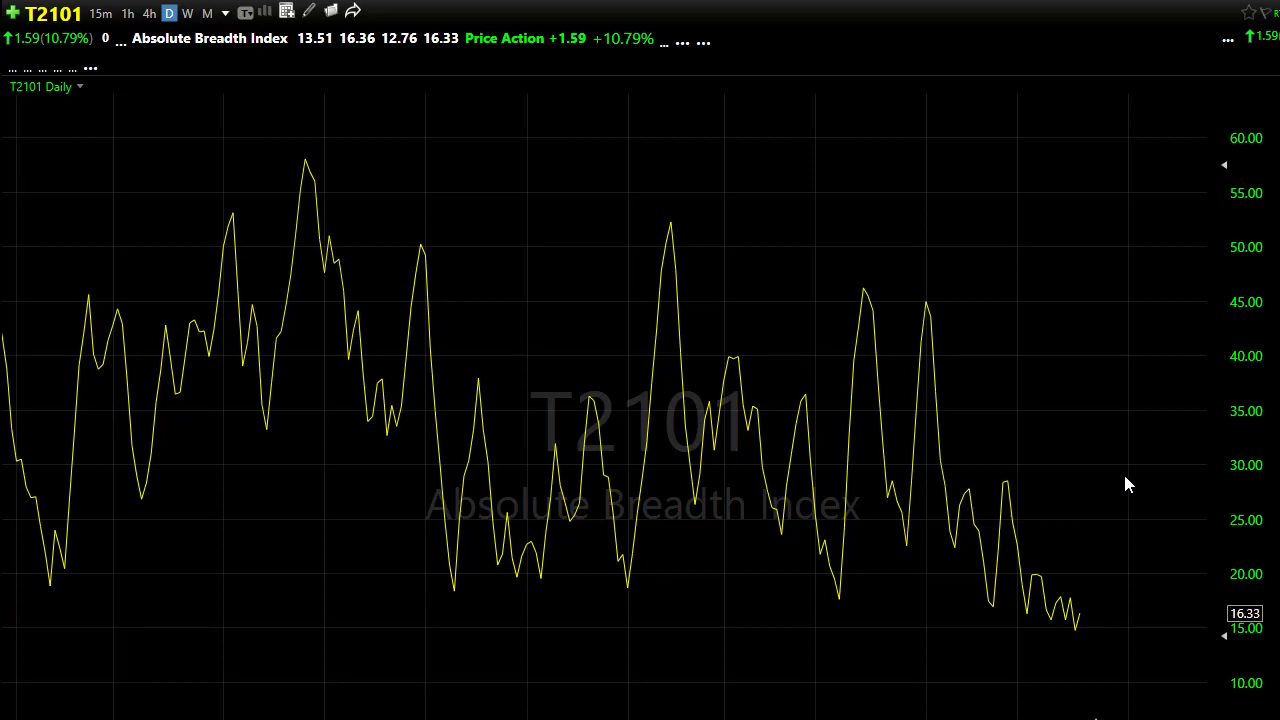 T2101 15m 1h 4h D W M
1.59(10.79%) 0 ... Absolute Breadth Index 13.51 16.36 12.76 16.33 Price Action +1.59 +10.79% ... ... ... ... 1.59
... ... ... ... ... ...
T2101 Daily
60.00
55.00
50.00
45.00
40.00
35.00
T2101
30.00
Absolute Breadth Index
25.00
20.00
16.33
15.00
10.00